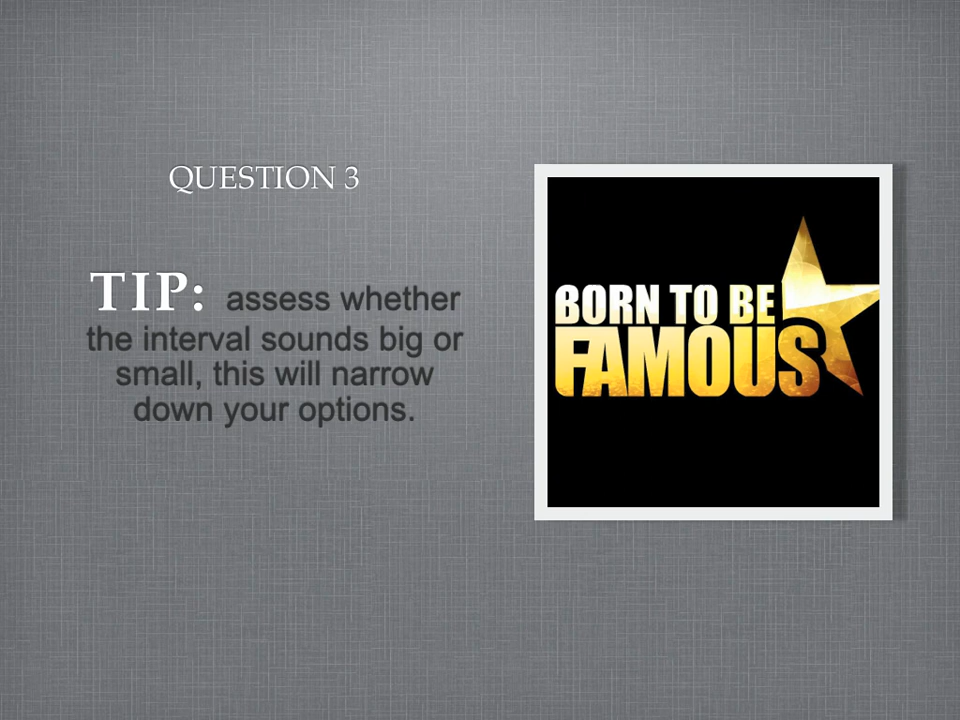 QUESTION 3
TIP: assess whether
the interval sounds big or
small, this will narrow
down your options.
BORN TO BE
FAMOUS